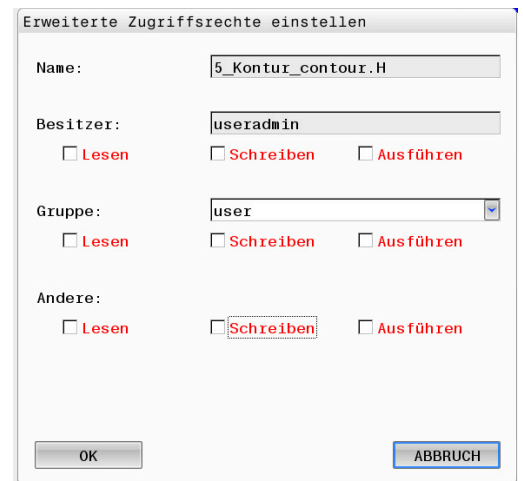 Erweiterte Zugriffsrechte einstellen
Name: 5_Kontur_contour.H
Besitzer: useradmin
Lesen Schreiben Ausführen
Gruppe: user
Lesen Schreiben Ausführen
Andere:
Lesen Schreiben Ausführen
OK ABBRUCH